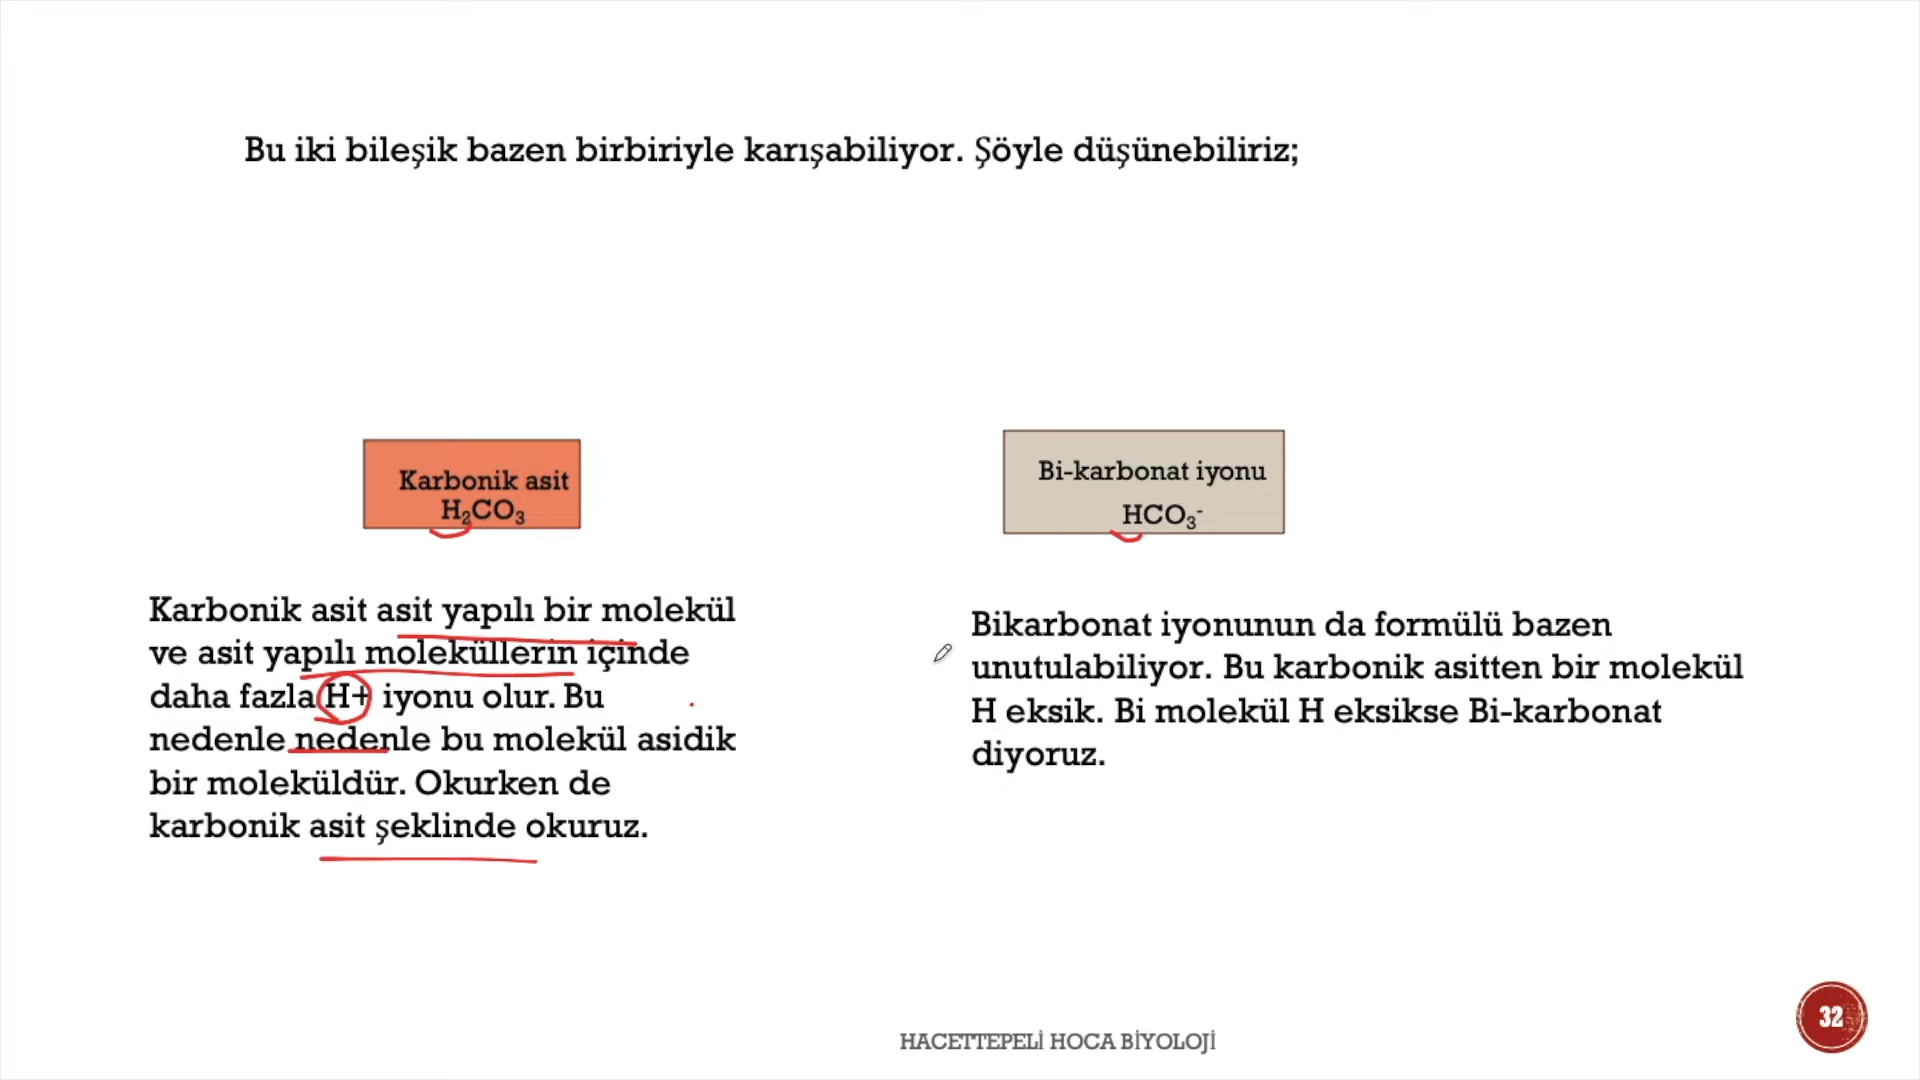 Bu iki bileşik bazen birbiriyle karışabiliyor. Şöyle düşünebiliriz;
Karbonik asit
H₂CO₃
Karbonik asit asit yapılı bir molekül
ve asit yapılı moleküllerin içinde
daha fazla H+ iyonu olur. Bu
nedenle nedenle bu molekül asidik
bir moleküldür. Okurken de
karbonik asit şeklinde okuruz.
Bi-karbonat iyonu
HCO₃⁻
Bikarbonat iyonunun da formülü bazen
unutulabiliyor. Bu karbonik asitten bir molekül
H eksik. Bi molekül H eksikse Bi-karbonat
diyoruz.
HACETTEPELİ HOCA BİYOLOJİ
32